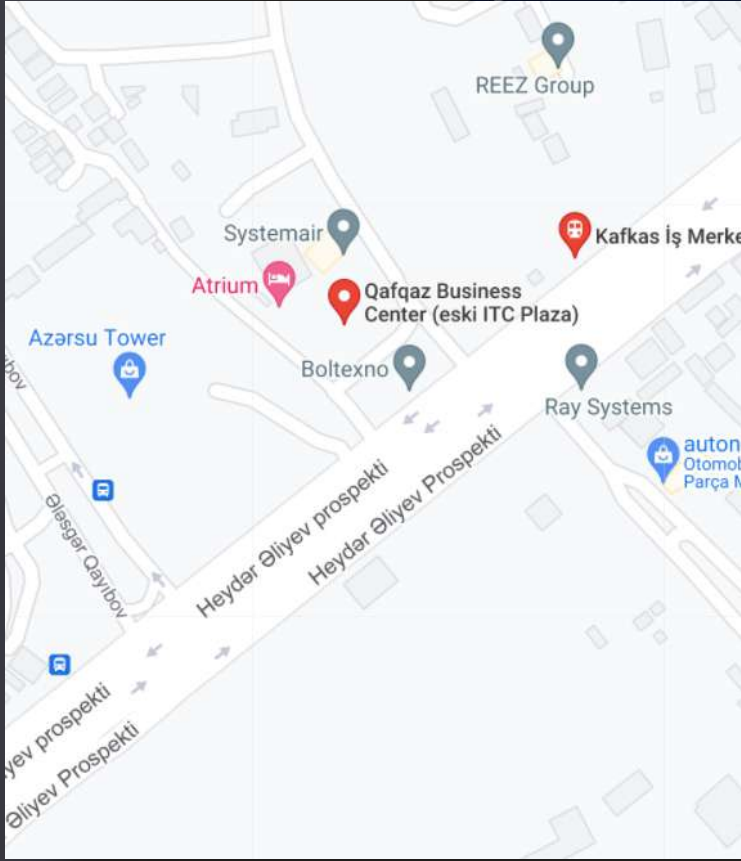 REEZ Group
Systemair
Kafkas İş Merke
Atrium
Qafqaz Business
Center (eski ITC Plaza)
Azərsu Tower
Boltexno
Ray Systems
auton
Otomob
Parça M
Ələsgər Qayıbov
Heydər Əliyev prospekti
Heydər Əliyev Prospekti
yev prospekti
Əliyev Prospekti